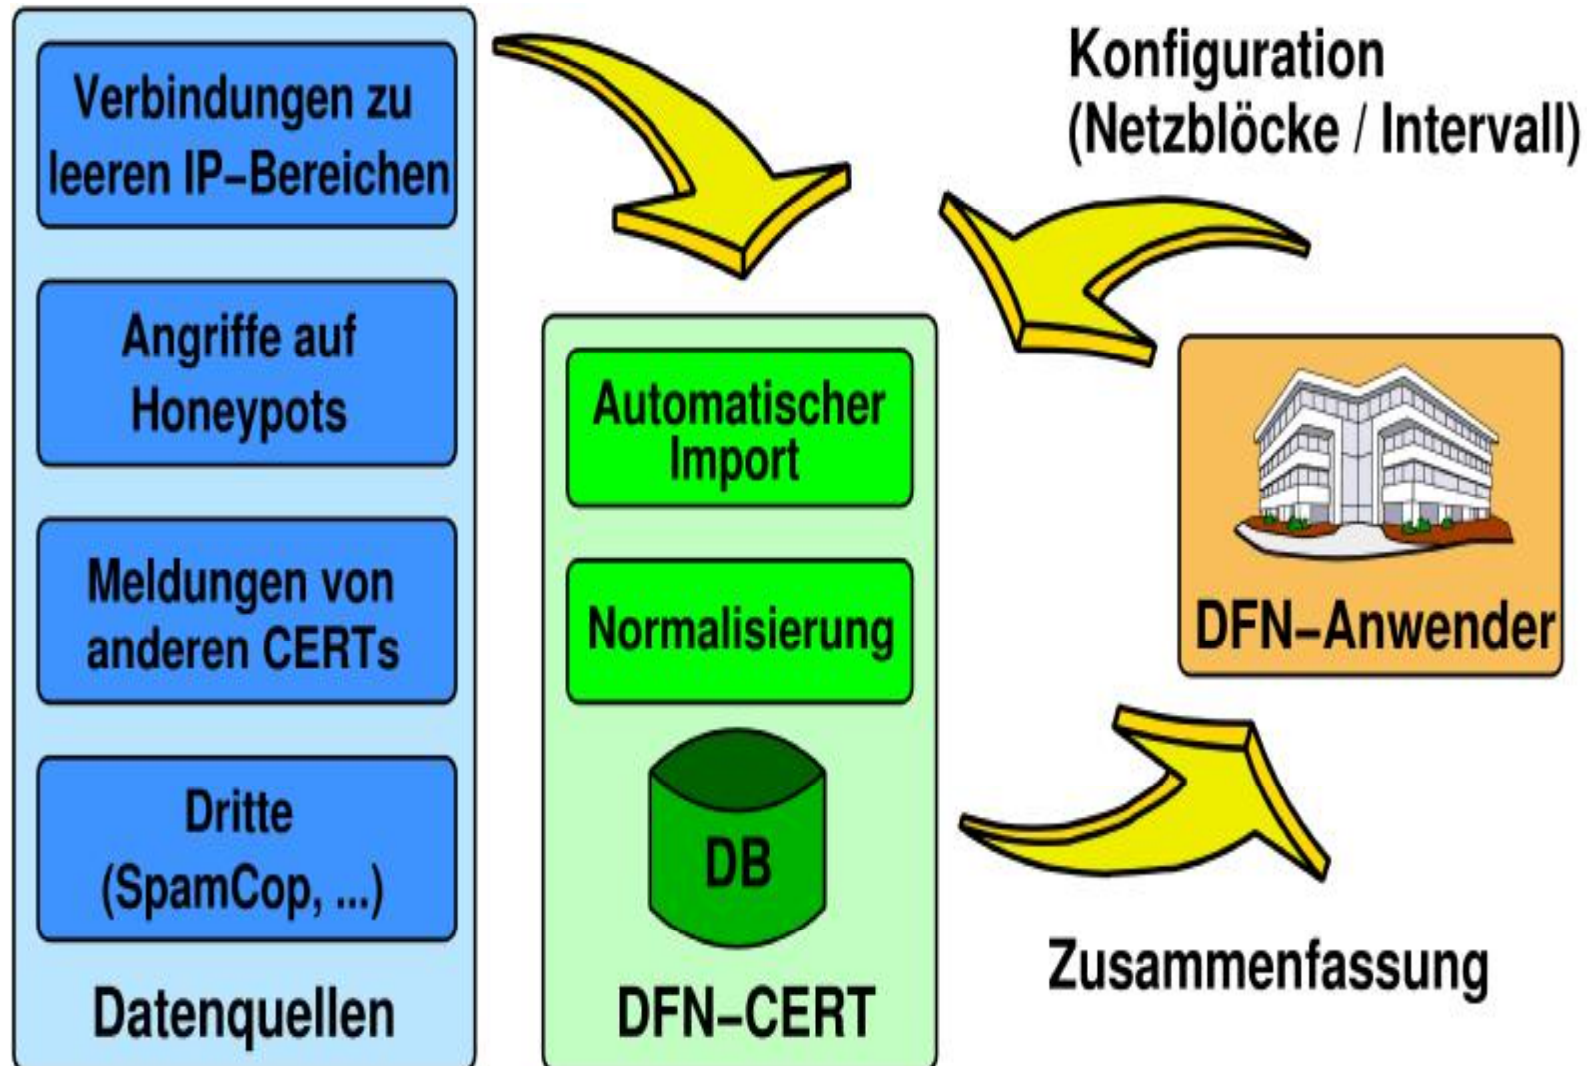 Verbindungen zu
leeren IP–Bereichen
Angriffe auf
Honeypots
Meldungen von
anderen CERTs
Dritte
(SpamCop, ...)
Datenquellen
Automatischer
Import
Normalisierung
DB
DFN–CERT
Konfiguration
(Netzblöcke / Intervall)
DFN–Anwender
Zusammenfassung